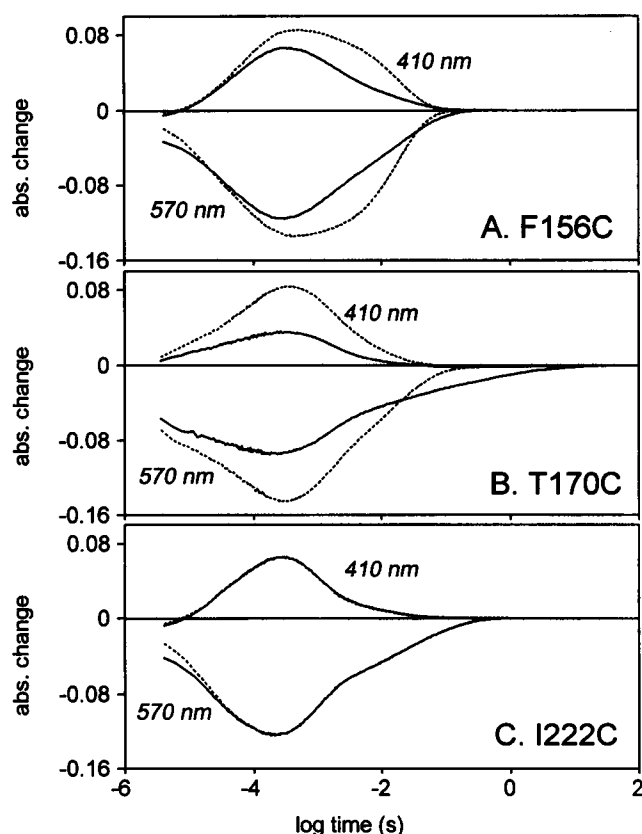 0.08
410 nm
0
abs. change
-0.08
570 nm
A. F156C
-0.16
0.08
410 nm
0
abs. change
-0.08
570 nm
B. T170C
-0.16
0.08
410 nm
0
abs. change
-0.08
570 nm
C. I222C
-0.16
-6 -4 -2 0 2
log time (s)